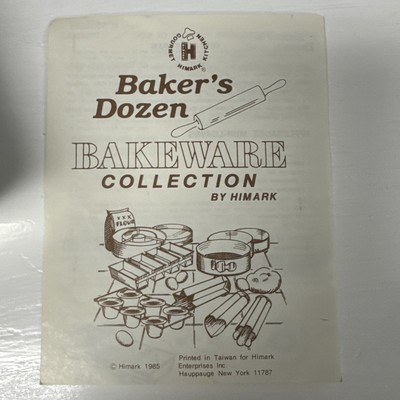 GOURMET KITCHEN
H
HIMARK ®
Baker's
Dozen
BAKEWARE
COLLECTION
BY HIMARK
XXX
FLOUR
© Himark 1985
Printed in Taiwan for Himark
Enterprises Inc.
Hauppauge New York 11787